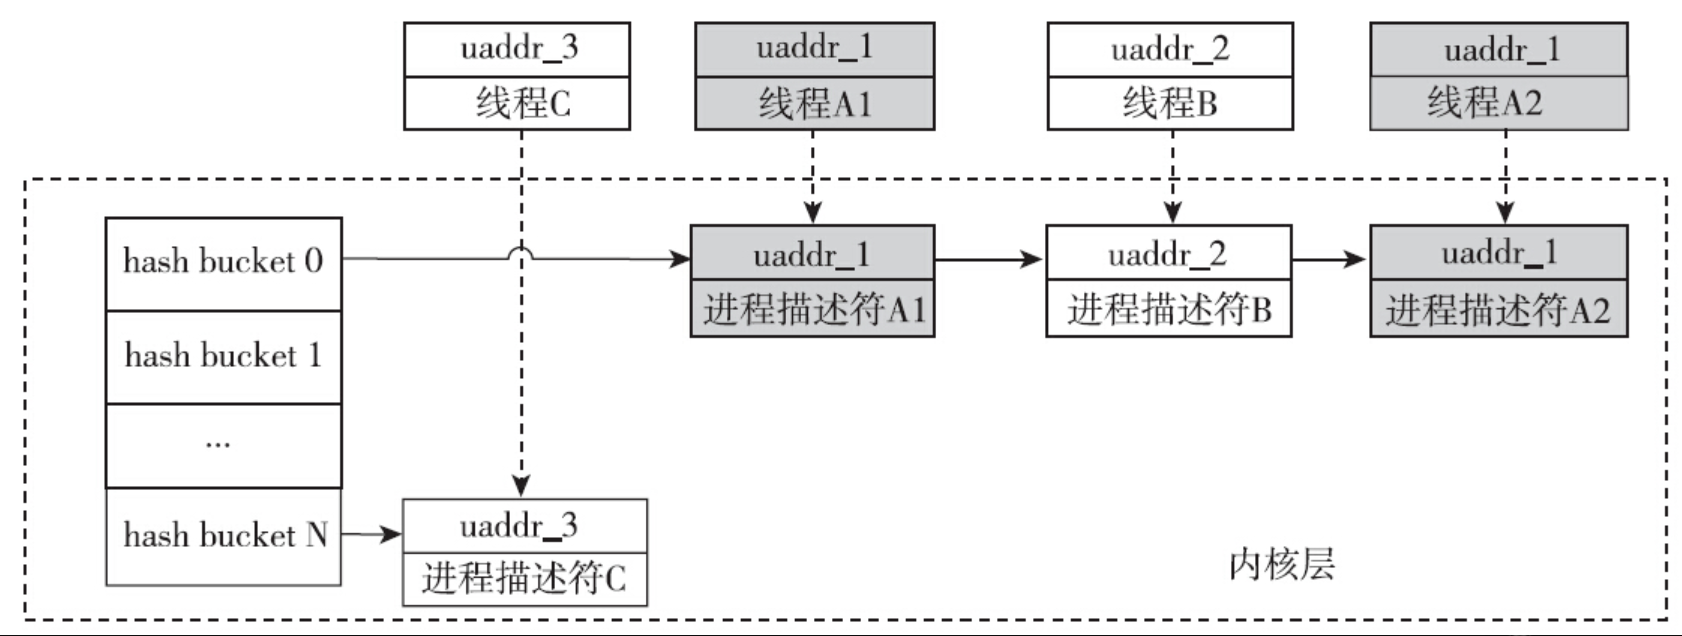 uaddr_3
线程C
uaddr_1
线程A1
uaddr_2
线程B
uaddr_1
线程A2
hash bucket 0
hash bucket 1
...
hash bucket N
uaddr_1
进程描述符A1
uaddr_2
进程描述符B
uaddr_1
进程描述符A2
uaddr_3
进程描述符C
内核层